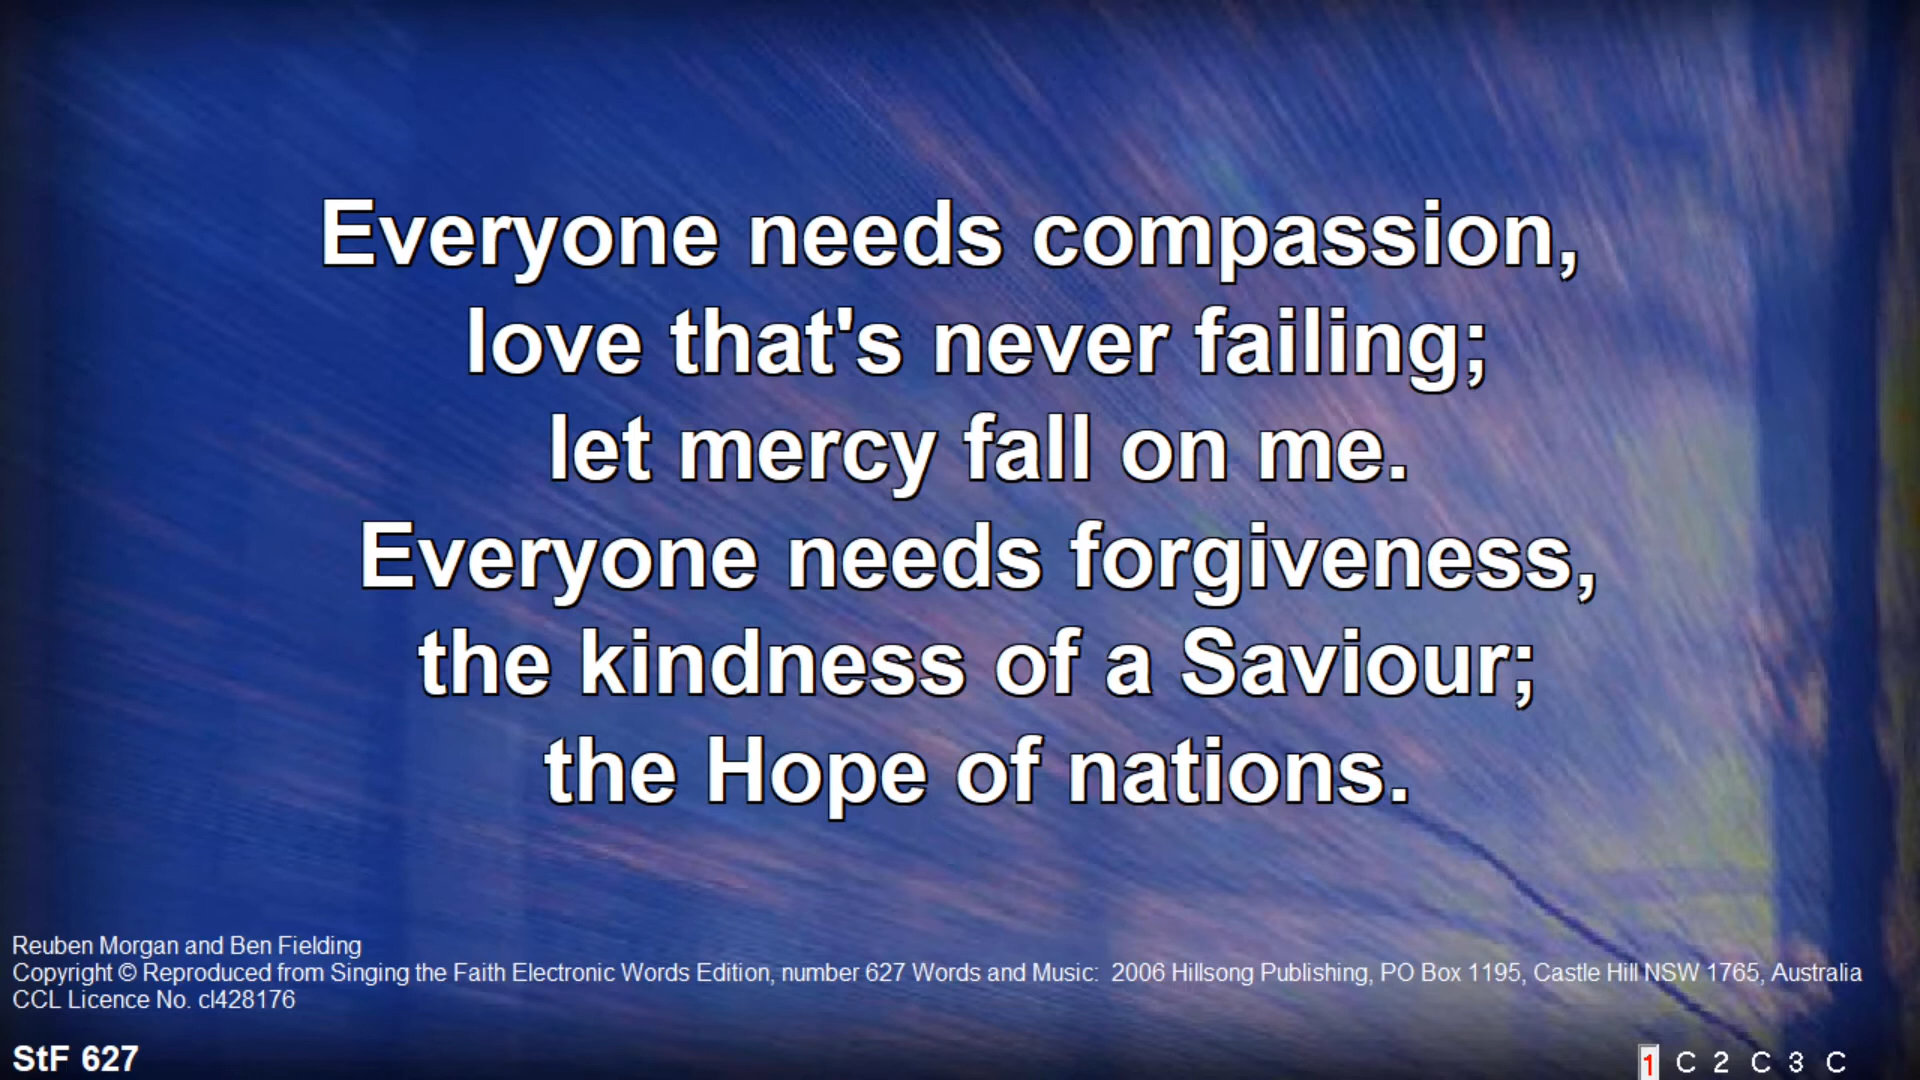 Everyone needs compassion,
love that's never failing;
let mercy fall on me.
Everyone needs forgiveness,
the kindness of a Saviour;
the Hope of nations.
Reuben Morgan and Ben Fielding
Copyright © Reproduced from Singing the Faith Electronic Words Edition, number 627 Words and Music:  2006 Hillsong Publishing, PO Box 1195, Castle Hill NSW 1765, Australia
CCL Licence No. cl428176
StF 627
1 C 2 C 3 C